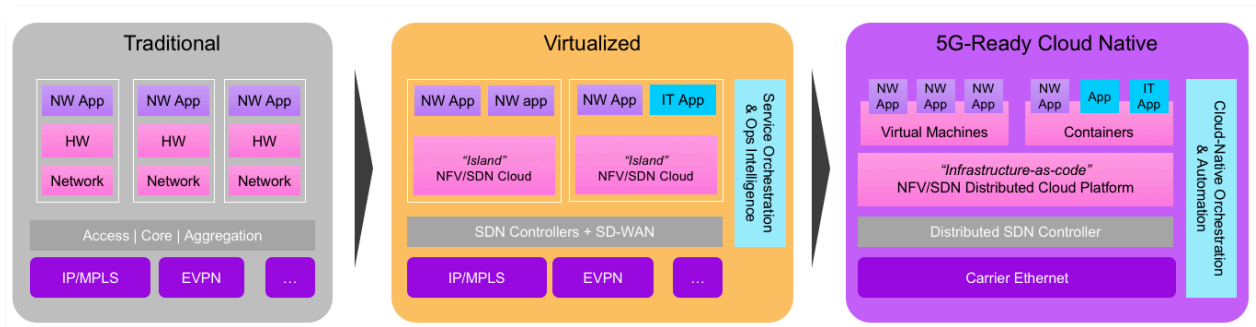 Traditional
NW App
NW App
NW App
HW
HW
HW
Network
Network
Network
Access | Core | Aggregation
IP/MPLS
EVPN
...
Virtualized
NW App
NW app
NW App
IT App
“Island”
NFV/SDN Cloud
“Island”
NFV/SDN Cloud
SDN Controllers + SD-WAN
IP/MPLS
EVPN
...
Service Orchestration
& Ops Intelligence
5G-Ready Cloud Native
NW
App
NW
App
NW
App
Virtual Machines
NW
App
App
IT
App
Containers
“Infrastructure-as-code”
NFV/SDN Distributed Cloud Platform
Distributed SDN Controller
Carrier Ethernet
Cloud-Native Orchestration
& Automation